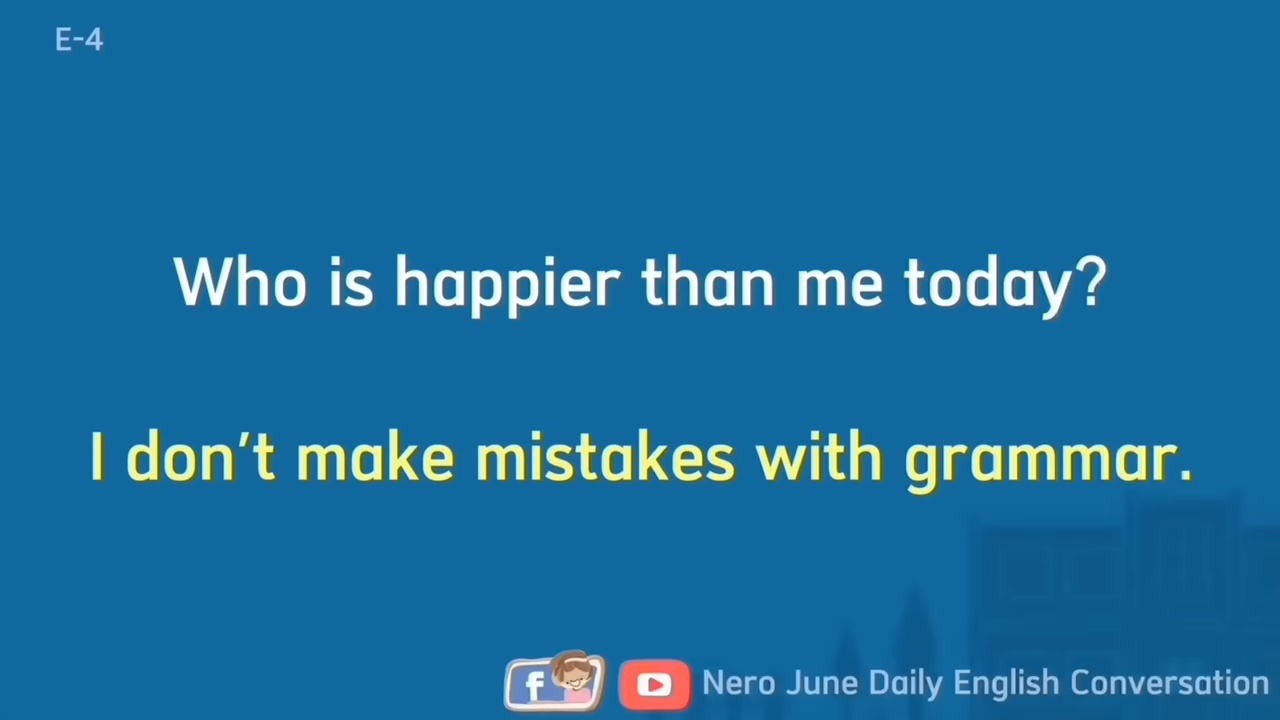 E-4
Who is happier than me today?
I don't make mistakes with grammar.
f Nero June Daily English Conversation